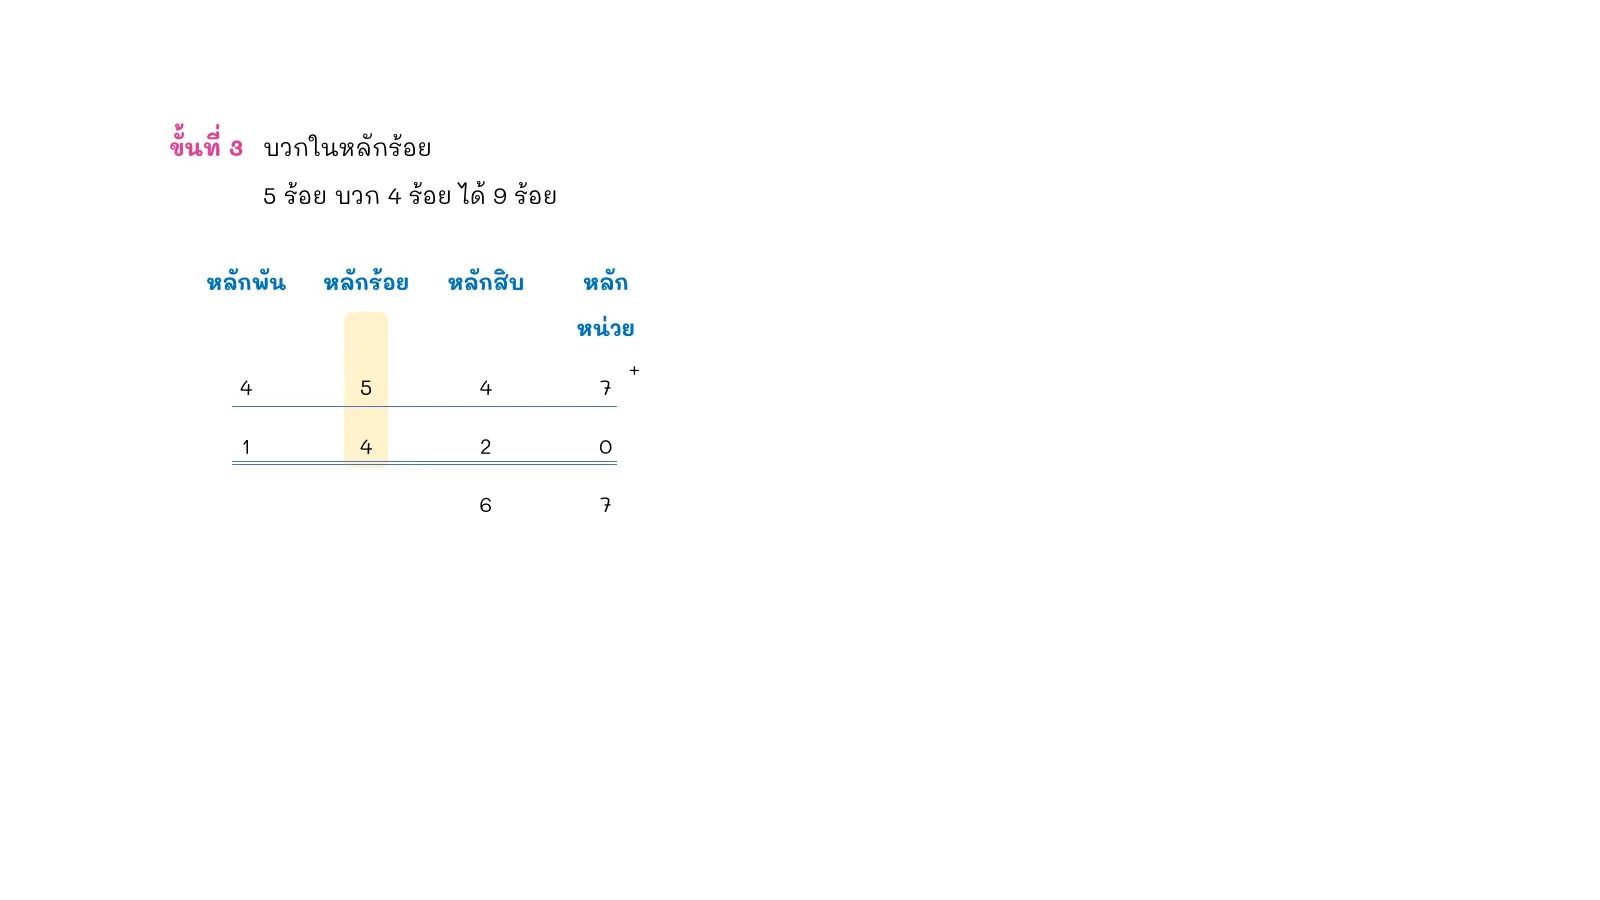 ขั้นที่ 3 บวกในหลักร้อย
5 ร้อย บวก 4 ร้อย ได้ 9 ร้อย
หลักพัน หลักร้อย หลักสิบ หลัก
หน่วย
4 5 4 7 +
1 4 2 0
6 7